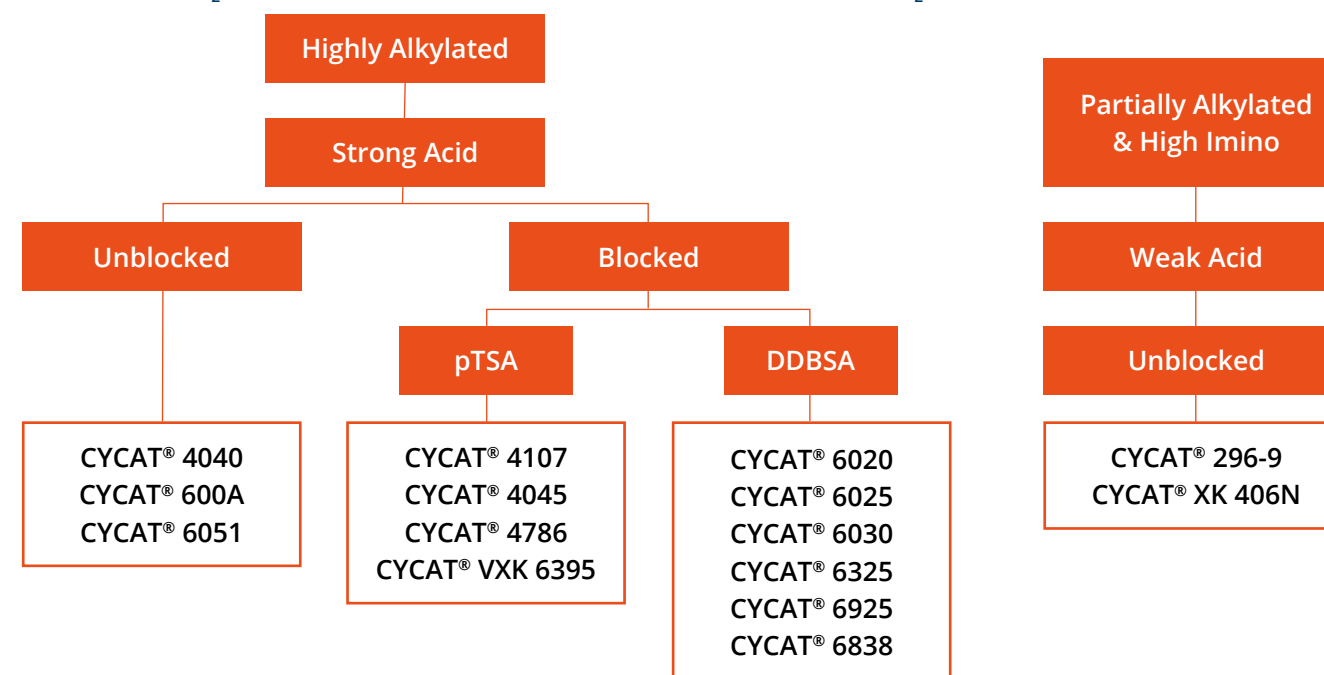 Highly Alkylated
Strong Acid
Unblocked
Blocked
pTSA
DDBSA
CYCAT® 4040
CYCAT® 600A
CYCAT® 6051
CYCAT® 4107
CYCAT® 4045
CYCAT® 4786
CYCAT® VXK 6395
CYCAT® 6020
CYCAT® 6025
CYCAT® 6030
CYCAT® 6325
CYCAT® 6925
CYCAT® 6838
Partially Alkylated
& High Imino
Weak Acid
Unblocked
CYCAT® 296-9
CYCAT® XK 406N